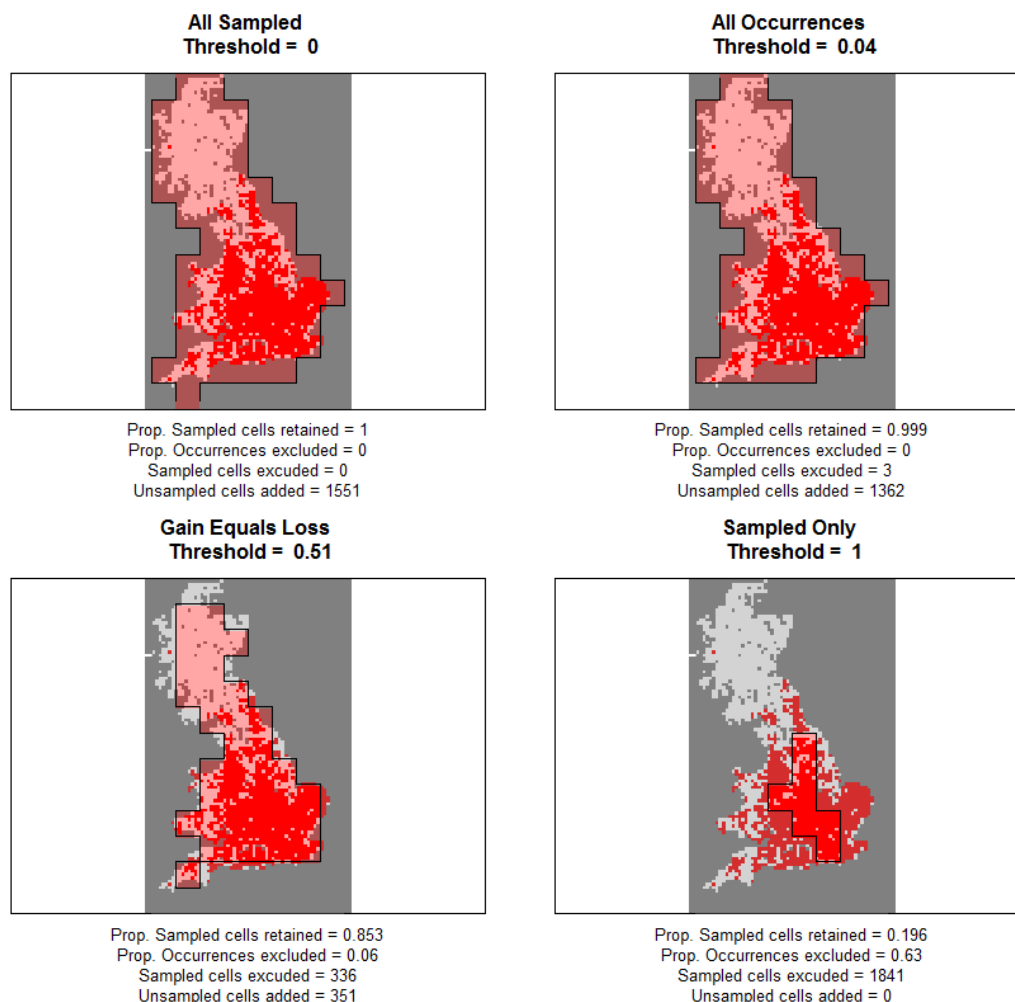 All Sampled
Threshold = 0
All Occurrences
Threshold = 0.04
Prop. Sampled cells retained = 1
Prop. Occurrences excluded = 0
Sampled cells excuded = 0
Unsampled cells added = 1551
Prop. Sampled cells retained = 0.999
Prop. Occurrences excluded = 0
Sampled cells excuded = 3
Unsampled cells added = 1362
Gain Equals Loss
Threshold = 0.51
Sampled Only
Threshold = 1
Prop. Sampled cells retained = 0.853
Prop. Occurrences excluded = 0.06
Sampled cells excuded = 336
Unsampled cells added = 351
Prop. Sampled cells retained = 0.196
Prop. Occurrences excluded = 0.63
Sampled cells excuded = 1841
Unsampled cells added = 0